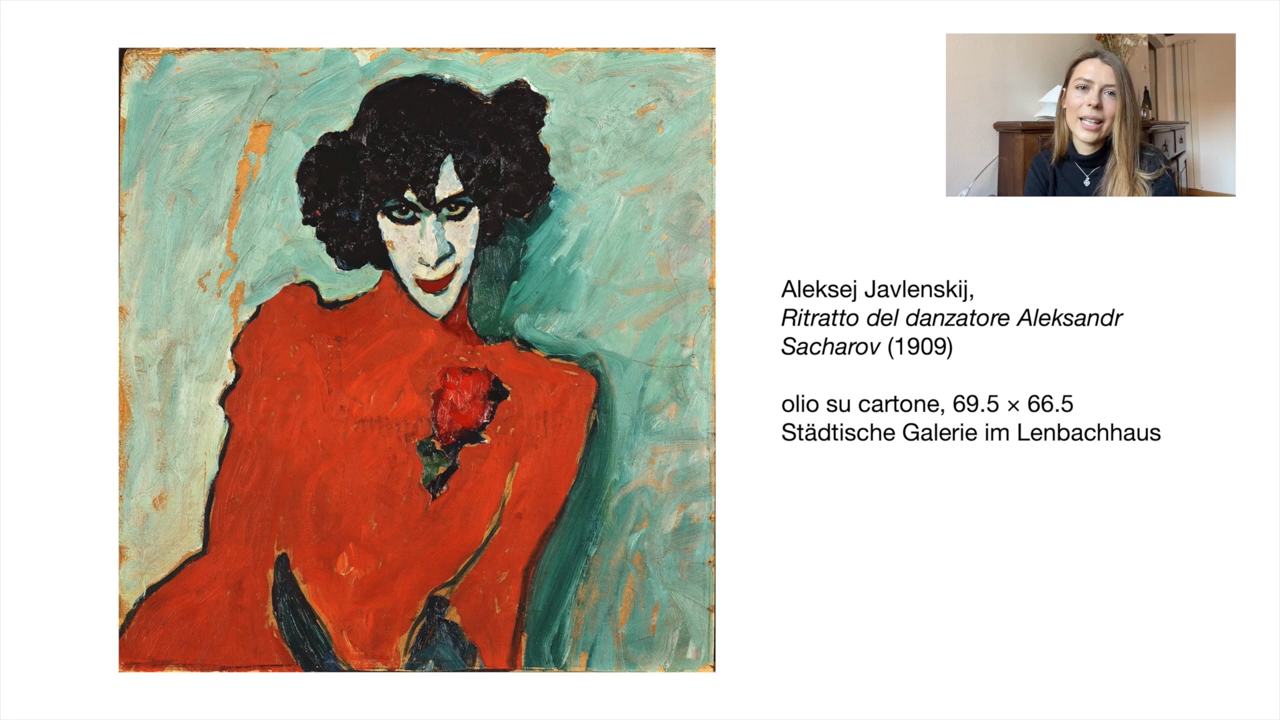 Aleksej Javlenskij,
Ritratto del danzatore Aleksandr
Sacharov (1909)
olio su cartone, 69.5 × 66.5
Städtische Galerie im Lenbachhaus